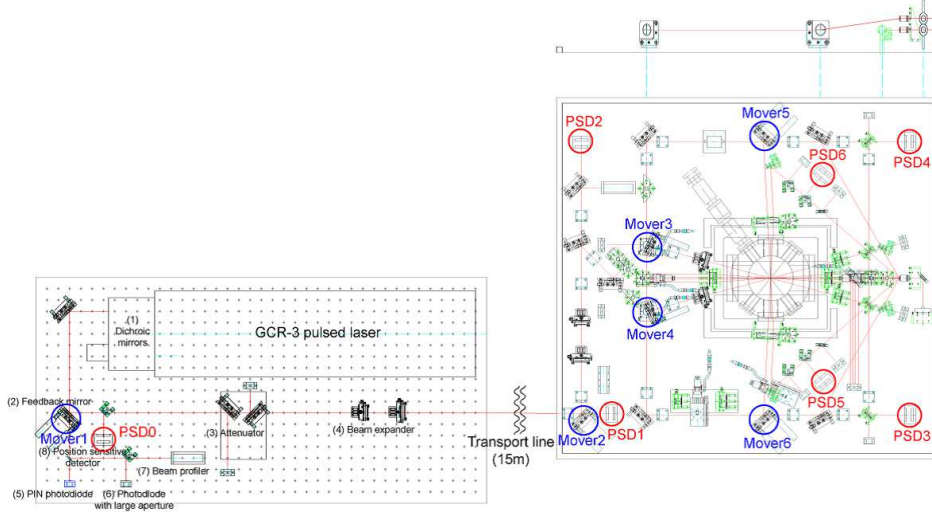 PSD2
Mover5
PSD6
PSD4
Mover3
Mover4
(1)
Dichroic
mirrors.
GCR-3 pulsed laser
(2) Feedback mirror
Mover1
PSD0
(3) Attenuator
(4) Beam expander
(8) Position sensitive
detector
(7) Beam profiler
(5) PIN photodiode
(6) Photodiode
with large aperture
Transport line
(15m)
Mover2
PSD1
PSD5
Mover6
PSD3